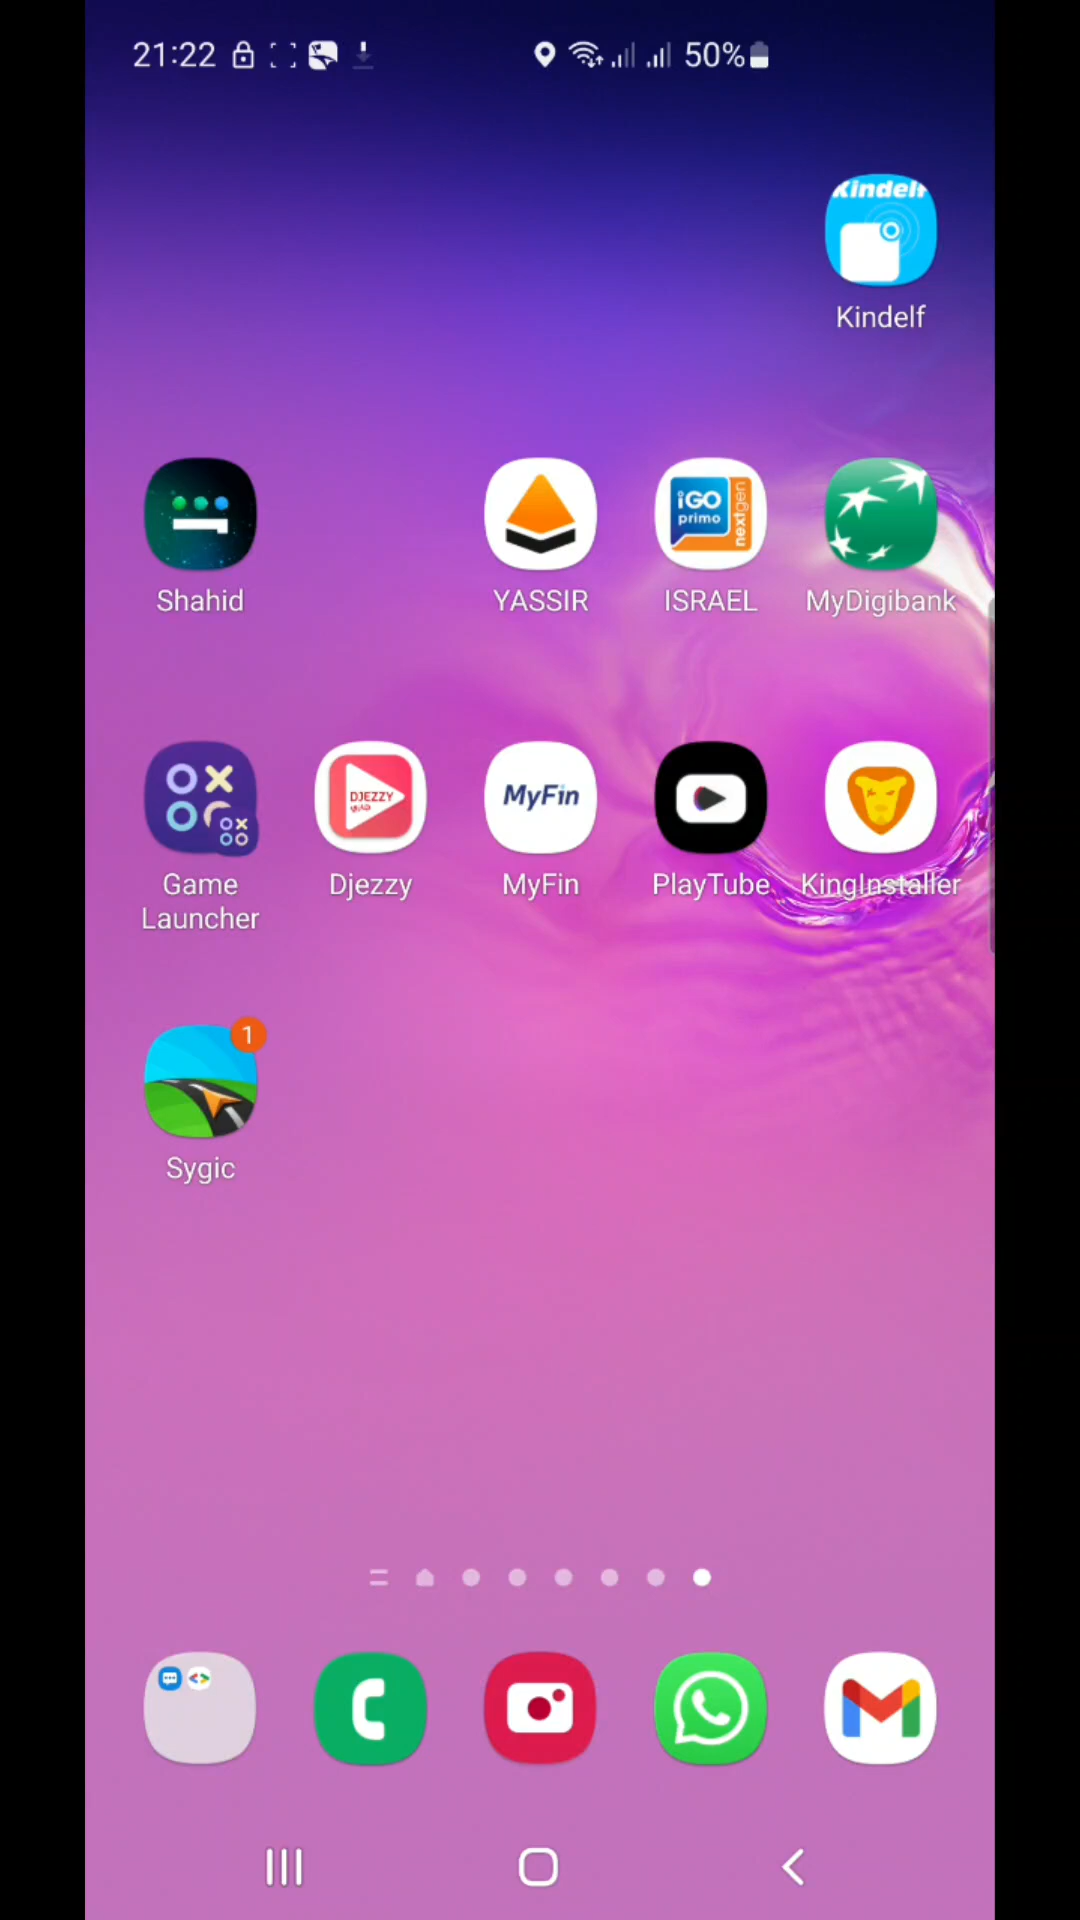 21:22
50%
Kindelf
Kindelf
iGO
primo
nextgen
Shahid
YASSIR
ISRAEL
MyDigibank
DJEZZY
MyFin
Game
Launcher
Djezzy
MyFin
PlayTube
KingInstaller
1
Sygic